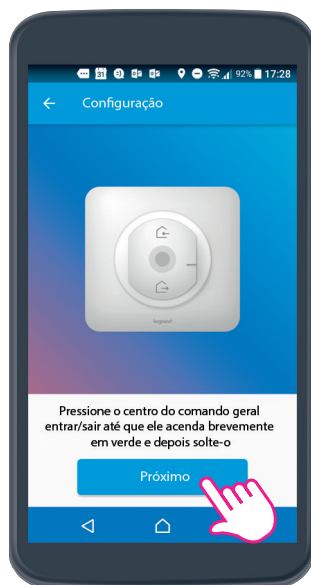 31 92% 17:28
Configuração
legrand
Pressione o centro do comando geral
entrar/sair até que ele acenda brevemente
em verde e depois solte-o
Próximo